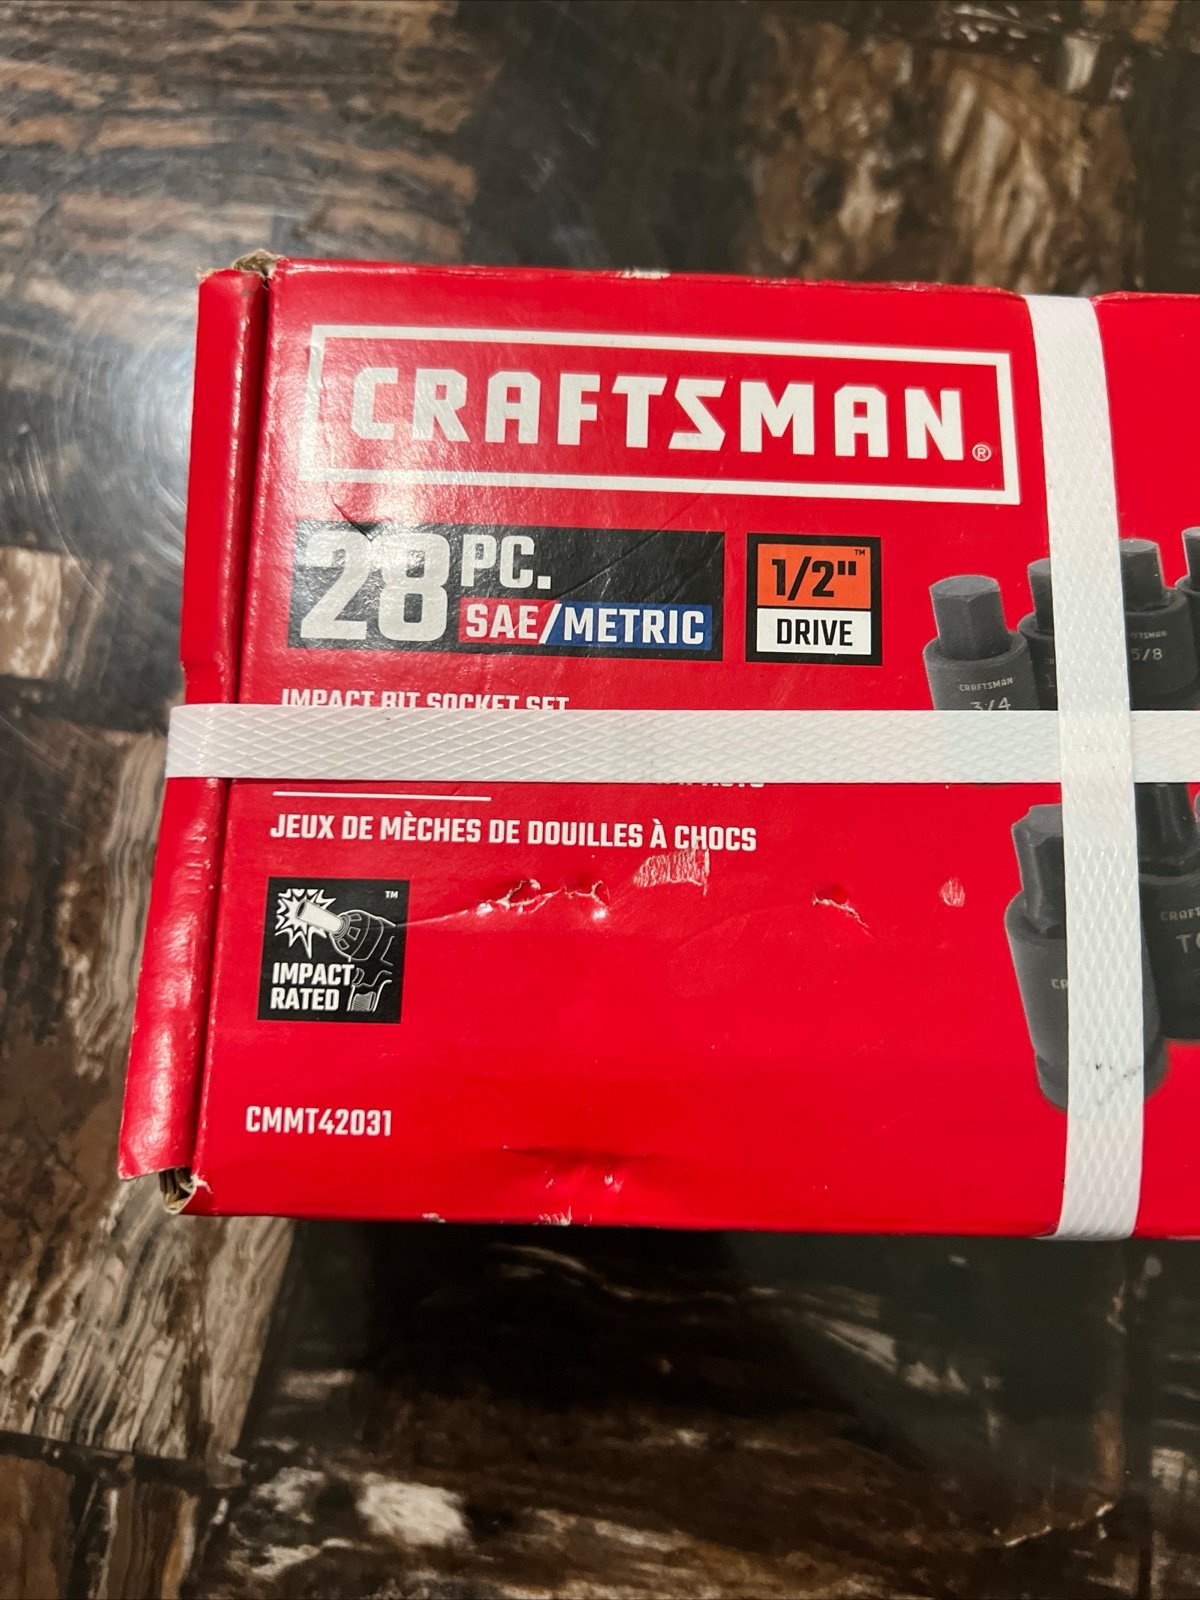 CRAFTSMAN®
28 PC.
SAE/METRIC
1/2"™
DRIVE
IMPACT BIT SOCKET SET
JEUX DE MÈCHES DE DOUILLES À CHOCS
™
IMPACT
RATED
CMMT42031
CRAFTSMAN
3/4
5/8